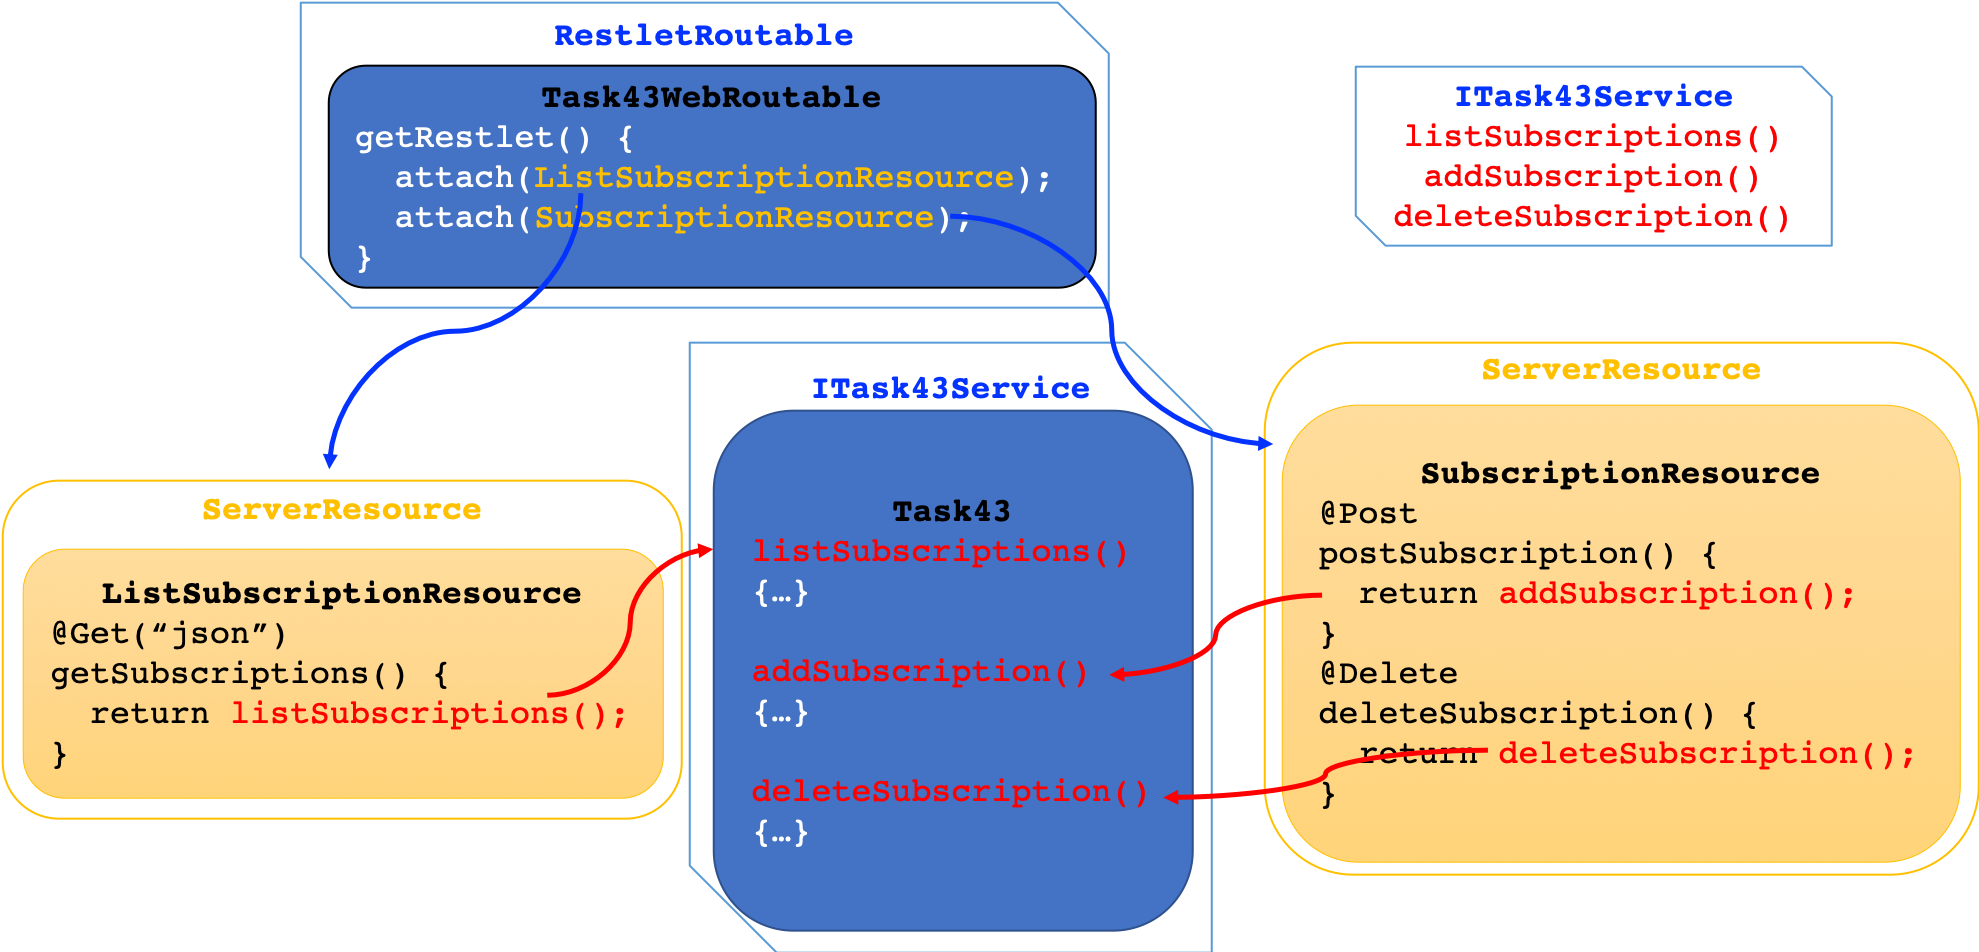 RestletRoutable
Task43WebRoutable
getRestlet() {
  attach(ListSubscriptionResource);
  attach(SubscriptionResource);
}
ITask43Service
listSubscriptions()
addSubscription()
deleteSubscription()
ServerResource
ListSubscriptionResource
@Get(“json”)
getSubscriptions() {
  return listSubscriptions();
}
ITask43Service
Task43
listSubscriptions()
{…}
addSubscription()
{…}
deleteSubscription()
{…}
ServerResource
SubscriptionResource
@Post
postSubscription() {
  return addSubscription();
}
@Delete
deleteSubscription() {
  return deleteSubscription();
}